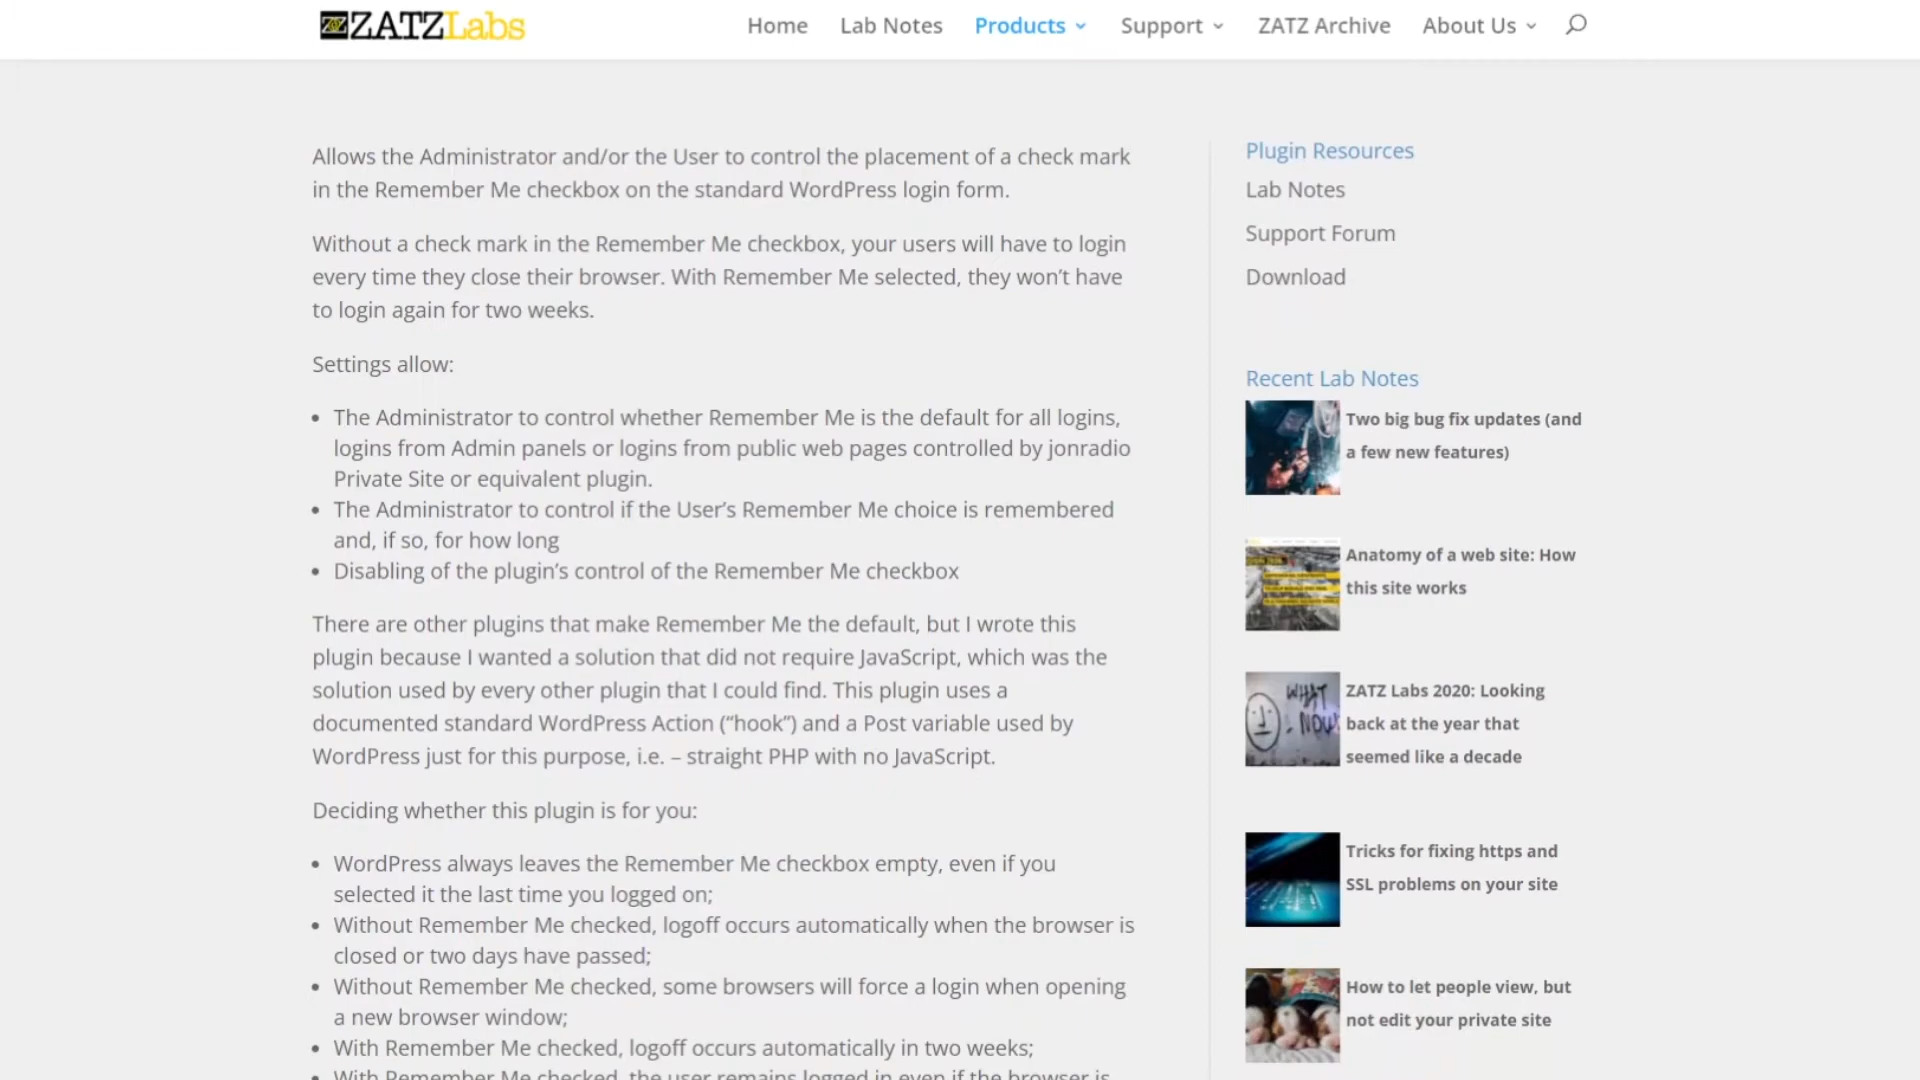 ZATZLabs
Home
Lab Notes
Products
Support
ZATZ Archive
About Us
Allows the Administrator and/or the User to control the placement of a check mark
in the Remember Me checkbox on the standard WordPress login form.
Without a check mark in the Remember Me checkbox, your users will have to login
every time they close their browser. With Remember Me selected, they won’t have
to login again for two weeks.
Settings allow:
• The Administrator to control whether Remember Me is the default for all logins,
logins from Admin panels or logins from public web pages controlled by jonradio
Private Site or equivalent plugin.
• The Administrator to control if the User’s Remember Me choice is remembered
and, if so, for how long
• Disabling of the plugin’s control of the Remember Me checkbox
There are other plugins that make Remember Me the default, but I wrote this
plugin because I wanted a solution that did not require JavaScript, which was the
solution used by every other plugin that I could find. This plugin uses a
documented standard WordPress Action (“hook”) and a Post variable used by
WordPress just for this purpose, i.e. – straight PHP with no JavaScript.
Deciding whether this plugin is for you:
• WordPress always leaves the Remember Me checkbox empty, even if you
selected it the last time you logged on;
• Without Remember Me checked, logoff occurs automatically when the browser is
closed or two days have passed;
• Without Remember Me checked, some browsers will force a login when opening
a new browser window;
• With Remember Me checked, logoff occurs automatically in two weeks;
• With Remember Me checked, the user remains logged in even if the browser is
Plugin Resources
Lab Notes
Support Forum
Download
Recent Lab Notes
Two big bug fix updates (and
a few new features)
Anatomy of a web site: How
this site works
WHAT
NOW
ZATZ Labs 2020: Looking
back at the year that
seemed like a decade
Tricks for fixing https and
SSL problems on your site
How to let people view, but
not edit your private site